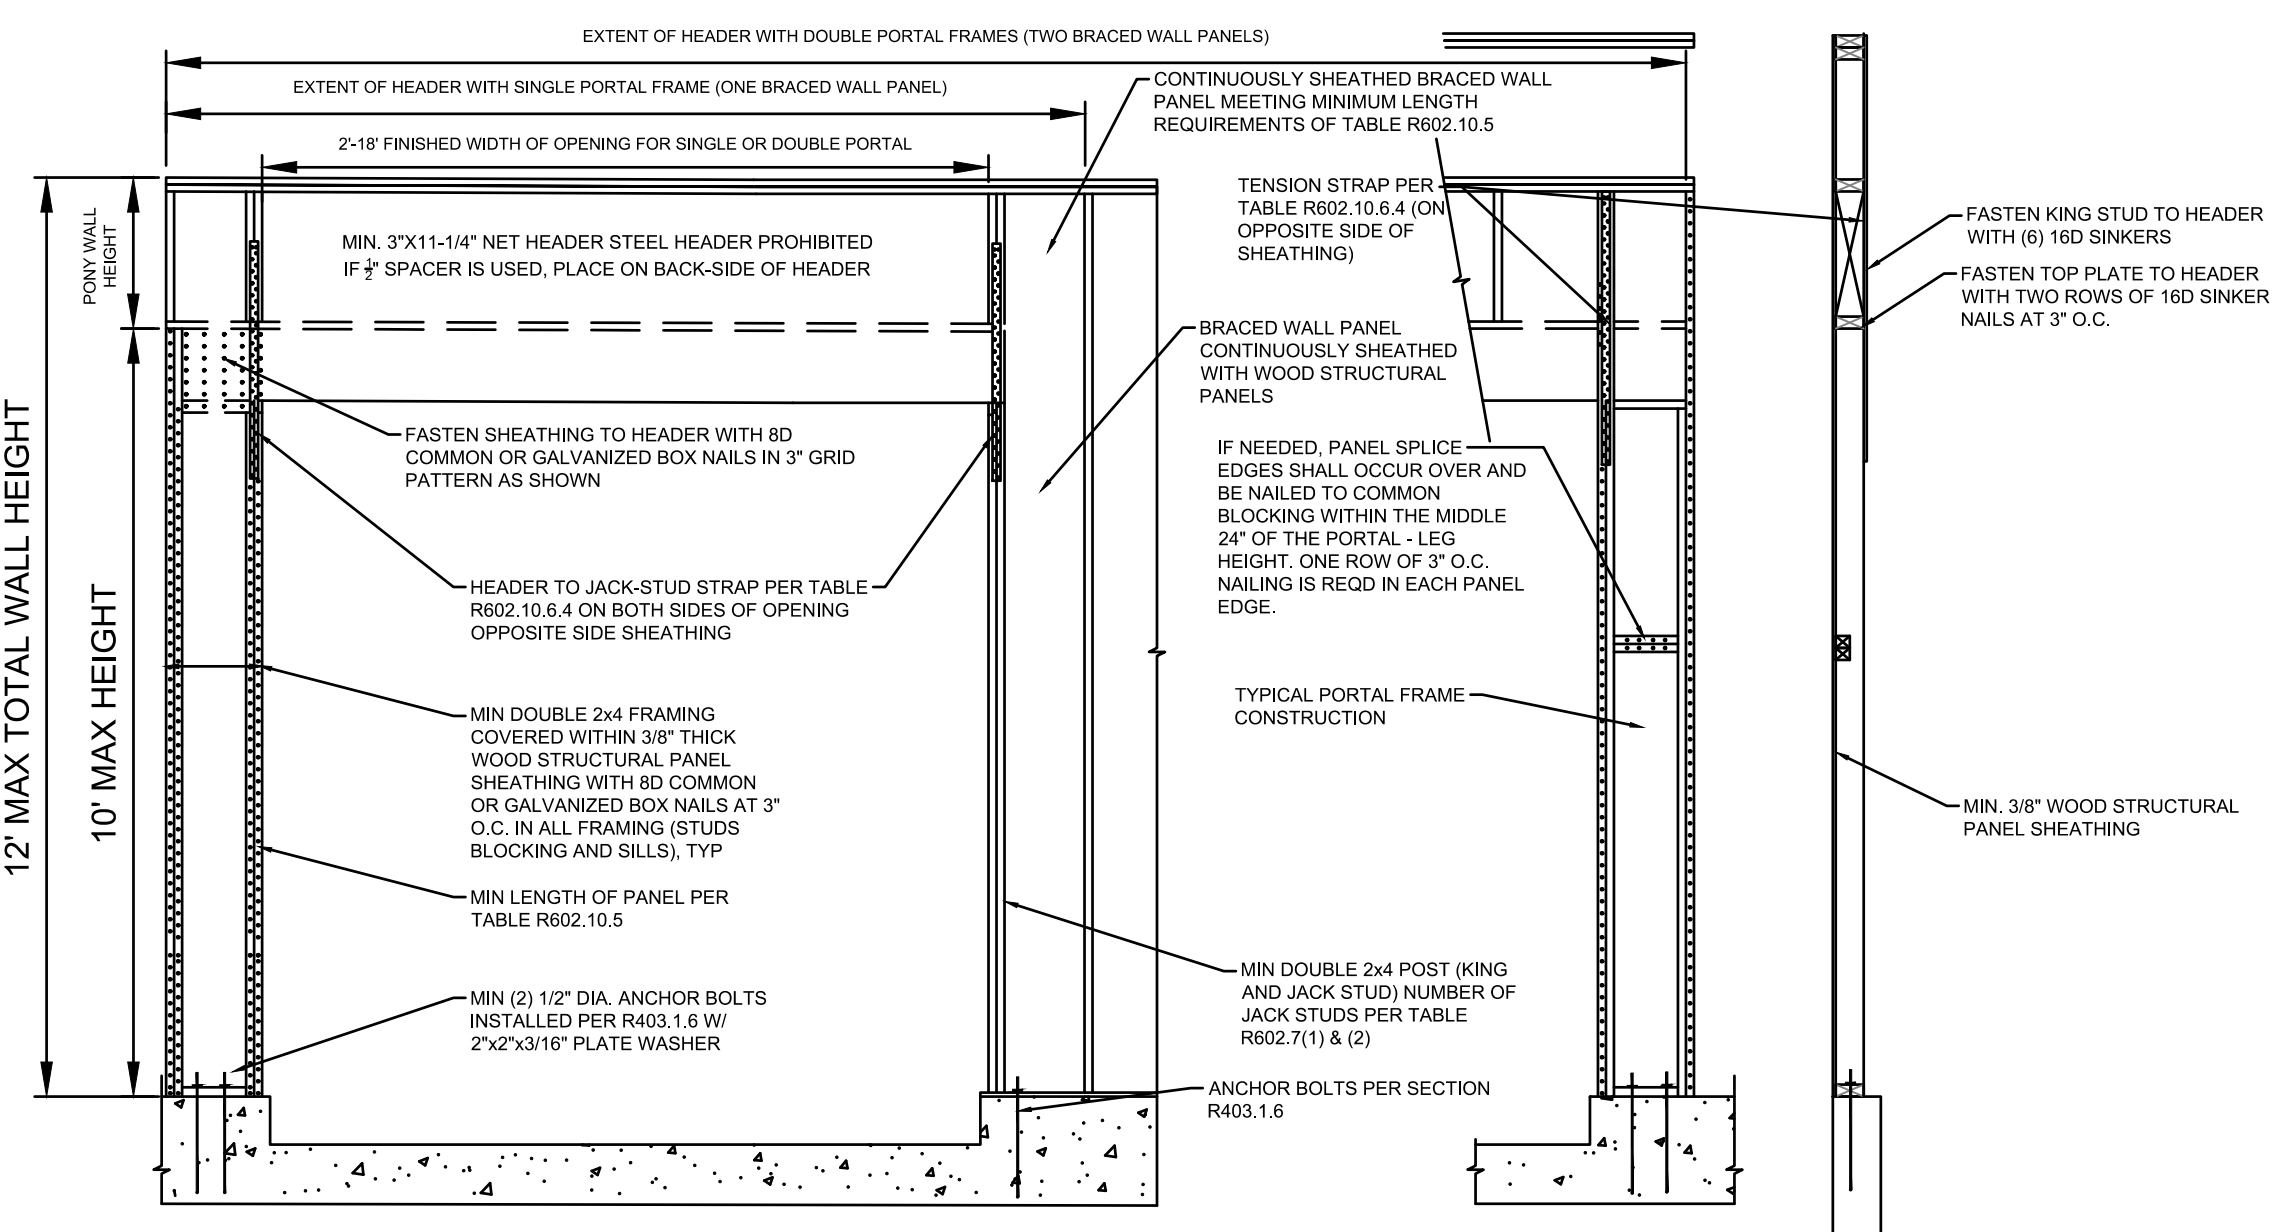 EXTENT OF HEADER WITH DOUBLE PORTAL FRAMES (TWO BRACED WALL PANELS)
EXTENT OF HEADER WITH SINGLE PORTAL FRAME (ONE BRACED WALL PANEL)
2'-18' FINISHED WIDTH OF OPENING FOR SINGLE OR DOUBLE PORTAL
12' MAX TOTAL WALL HEIGHT
PONY WALL
HEIGHT
10' MAX HEIGHT
MIN. 3"X11-1/4" NET HEADER STEEL HEADER PROHIBITED
IF 1/2" SPACER IS USED, PLACE ON BACK-SIDE OF HEADER
FASTEN SHEATHING TO HEADER WITH 8D
COMMON OR GALVANIZED BOX NAILS IN 3" GRID
PATTERN AS SHOWN
HEADER TO JACK-STUD STRAP PER TABLE
R602.10.6.4 ON BOTH SIDES OF OPENING
OPPOSITE SIDE SHEATHING
MIN DOUBLE 2x4 FRAMING
COVERED WITHIN 3/8" THICK
WOOD STRUCTURAL PANEL
SHEATHING WITH 8D COMMON
OR GALVANIZED BOX NAILS AT 3"
O.C. IN ALL FRAMING (STUDS
BLOCKING AND SILLS), TYP
MIN LENGTH OF PANEL PER
TABLE R602.10.5
MIN (2) 1/2" DIA. ANCHOR BOLTS
INSTALLED PER R403.1.6 W/
2"x2"x3/16" PLATE WASHER
CONTINUOUSLY SHEATHED BRACED WALL
PANEL MEETING MINIMUM LENGTH
REQUIREMENTS OF TABLE R602.10.5
TENSION STRAP PER
TABLE R602.10.6.4 (ON
OPPOSITE SIDE OF
SHEATHING)
BRACED WALL PANEL
CONTINUOUSLY SHEATHED
WITH WOOD STRUCTURAL
PANELS
IF NEEDED, PANEL SPLICE
EDGES SHALL OCCUR OVER AND
BE NAILED TO COMMON
BLOCKING WITHIN THE MIDDLE
24" OF THE PORTAL - LEG
HEIGHT. ONE ROW OF 3" O.C.
NAILING IS REQD IN EACH PANEL
EDGE.
TYPICAL PORTAL FRAME
CONSTRUCTION
MIN DOUBLE 2x4 POST (KING
AND JACK STUD) NUMBER OF
JACK STUDS PER TABLE
R602.7(1) & (2)
ANCHOR BOLTS PER SECTION
R403.1.6
FASTEN KING STUD TO HEADER
WITH (6) 16D SINKERS
FASTEN TOP PLATE TO HEADER
WITH TWO ROWS OF 16D SINKER
NAILS AT 3" O.C.
MIN. 3/8" WOOD STRUCTURAL
PANEL SHEATHING